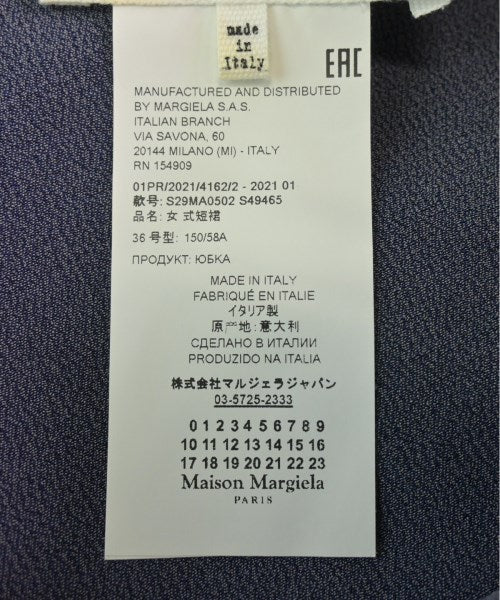 made
in
Italy
EAC
MANUFACTURED AND DISTRIBUTED
BY MARGIELA S.A.S.
ITALIAN BRANCH
VIA SAVONA, 60
20144 MILANO (MI) - ITALY
RN 154909
01PR/2021/4162/2 - 2021 01
款号: S29MA0502 S49465
品名: 女 式短裙
36 号型: 150/58A
ПРОДУКТ: ЮБКА
MADE IN ITALY
FABRIQUÉ EN ITALIE
イタリア製
原产地: 意大利
СДЕЛАНО В ИТАЛИИ
PRODUZIDO NA ITALIA
株式会社マルジェラジャパン
03-5725-2333
0 1 2 3 4 5 6 7 8 9
10 11 12 13 14 15 16
17 18 19 20 21 22 23
Maison Margiela
PARIS